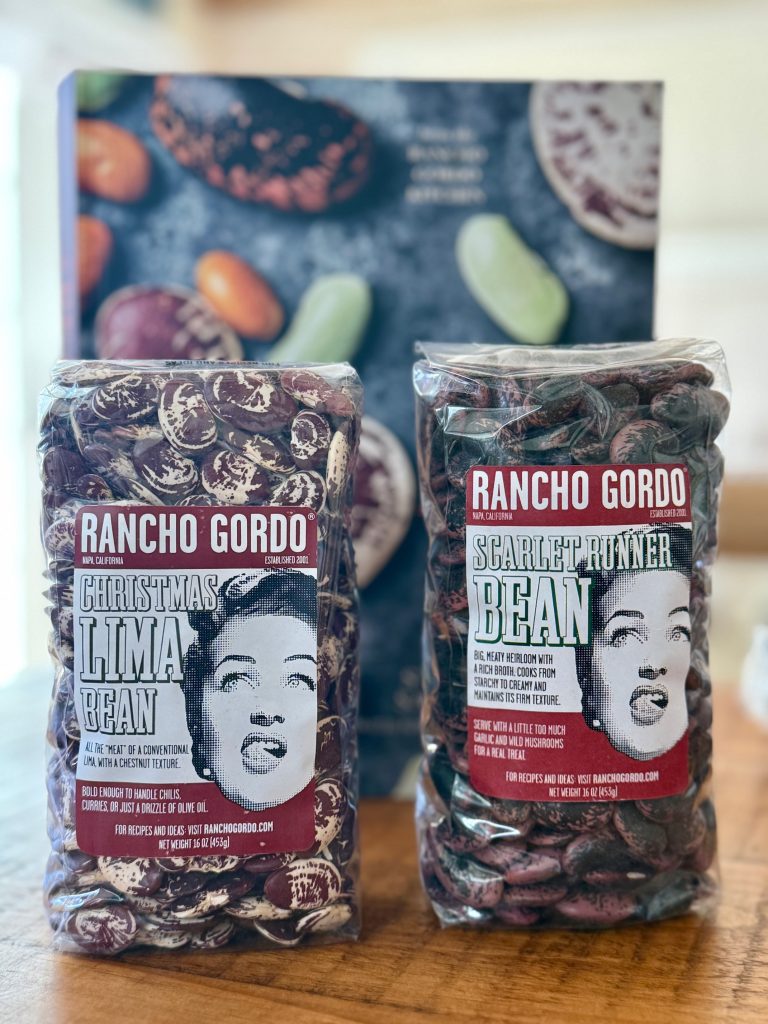 RANCHO
GORDO
KITCHEN
RANCHO GORDO®
NAPA, CALIFORNIA ESTABLISHED 2001
CHRISTMAS
LIMA
BEAN
ALL THE "MEAT" OF A CONVENTIONAL
LIMA, WITH A CHESTNUT TEXTURE.
BOLD ENOUGH TO HANDLE CHILIS,
CURRIES, OR JUST A DRIZZLE OF OLIVE OIL.
FOR RECIPES AND IDEAS: VISIT RANCHOGORDO.COM
NET WEIGHT 16 OZ (453g)
RANCHO GORDO®
NAPA, CALIFORNIA ESTABLISHED 2001
SCARLET RUNNER
BEAN
BIG, MEATY HEIRLOOM WITH
A RICH BROTH. COOKS FROM
STARCHY TO CREAMY AND
MAINTAINS ITS FIRM TEXTURE.
SERVE WITH A LITTLE TOO MUCH
GARLIC AND WILD MUSHROOMS
FOR A REAL TREAT.
FOR RECIPES AND IDEAS: VISIT RANCHOGORDO.COM
NET WEIGHT 16 OZ (453g)